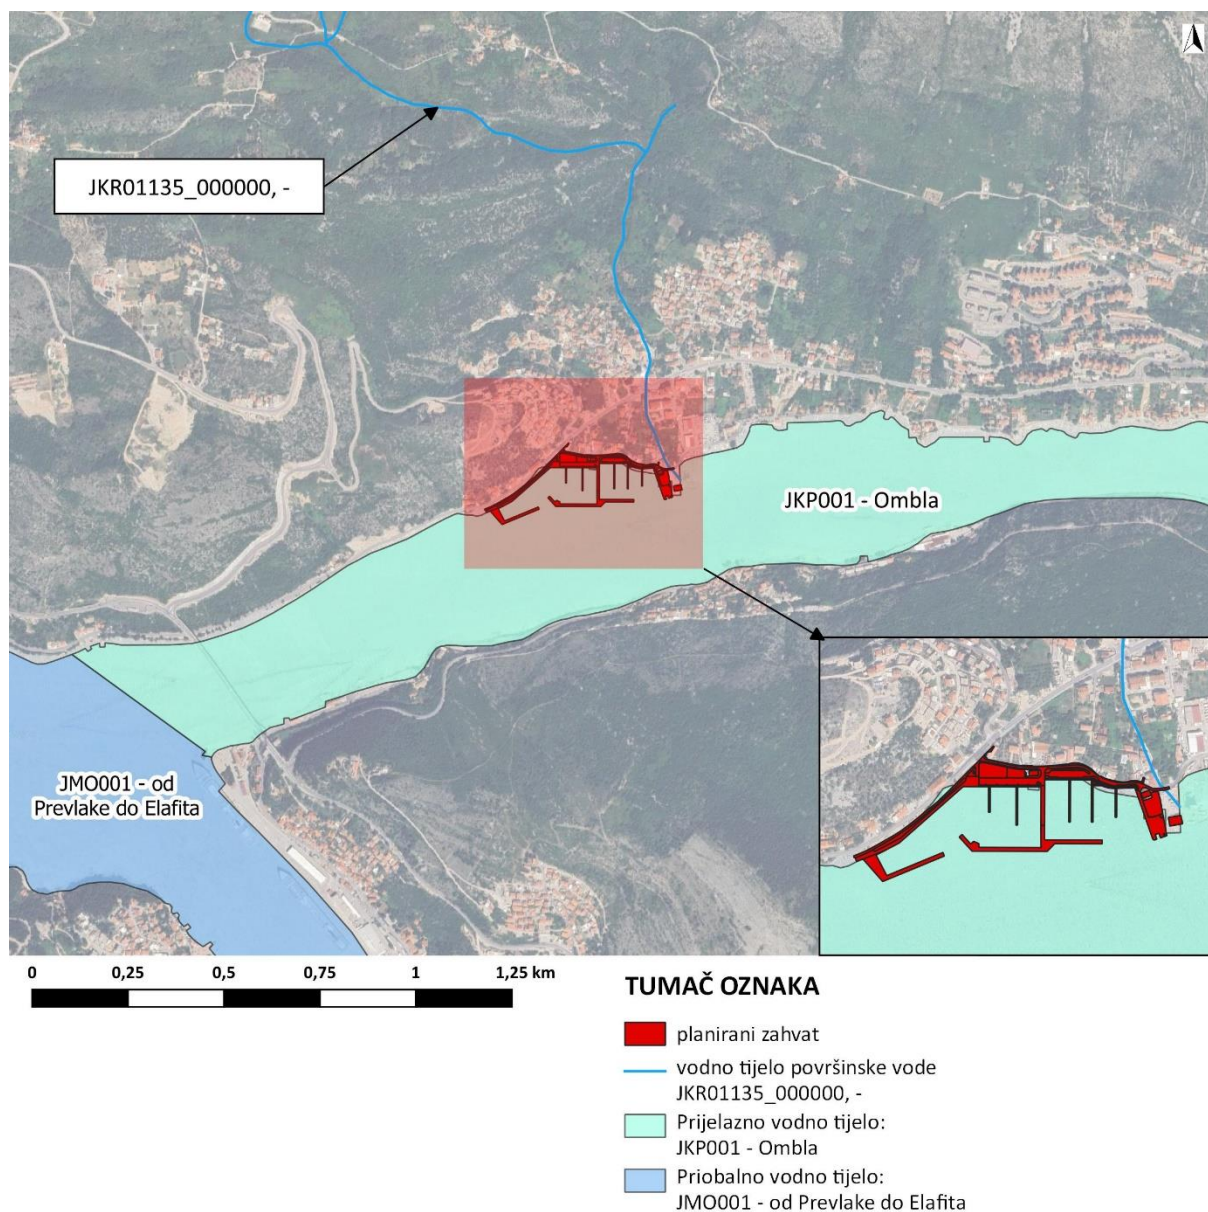 JKR01135_000000, -
JKP001 - Ombla
JMO001 - od
Prevlake do Elafita
0 0,25 0,5 0,75 1 1,25 km
TUMAČ OZNAKA
planirani zahvat
vodno tijelo površinske vode
JKR01135_000000, -
Prijelazno vodno tijelo:
JKP001 - Ombla
Priobalno vodno tijelo:
JMO001 - od Prevlake do Elafita